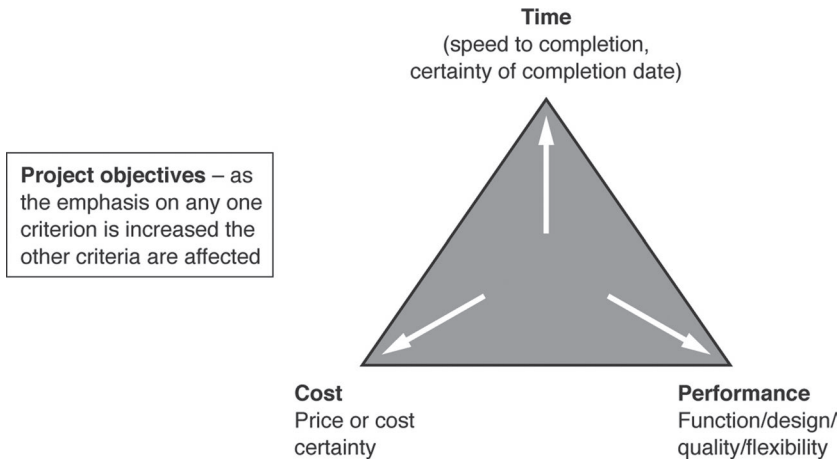 Time
(speed to completion,
certainty of completion date)
Project objectives – as
the emphasis on any one
criterion is increased the
other criteria are affected
Cost
Price or cost
certainty
Performance
Function/design/
quality/flexibility